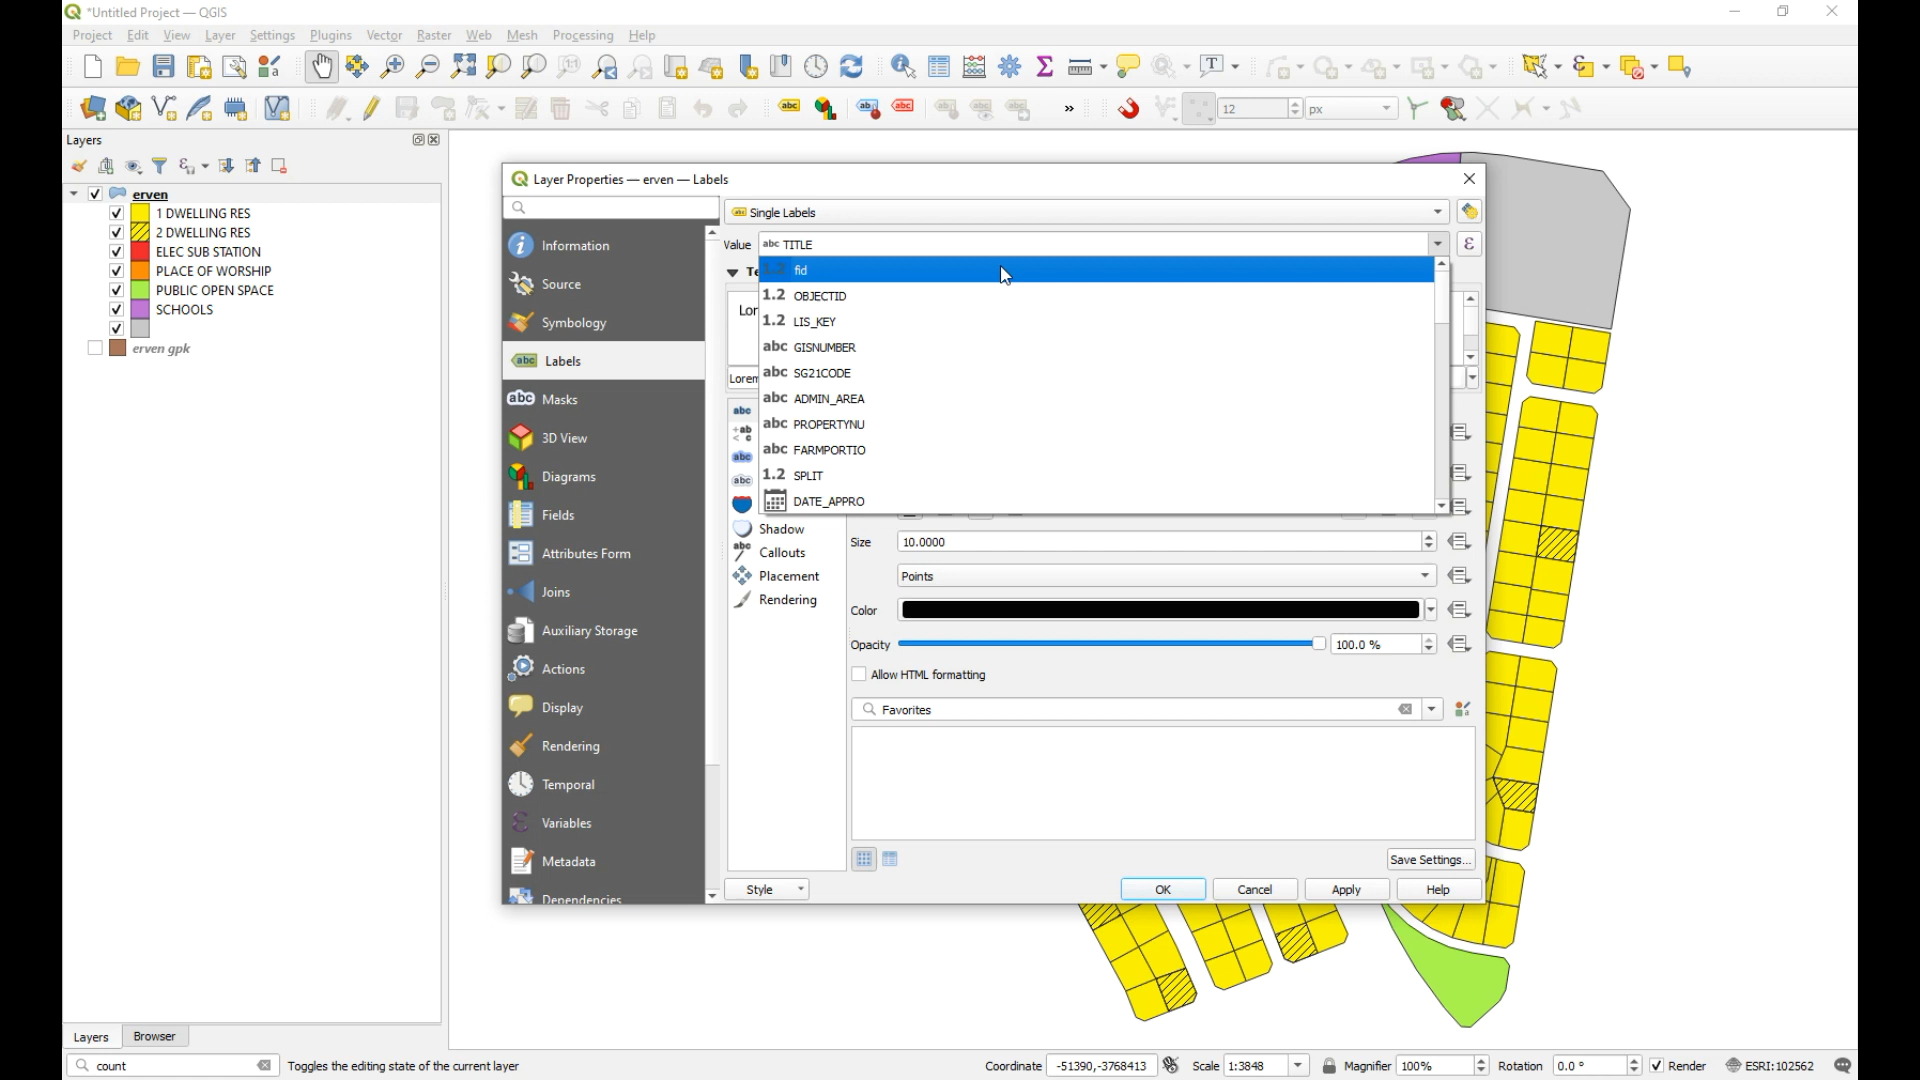 *Untitled Project — QGIS
Project Edit View Layer Settings Plugins Vector Raster Web Mesh Processing Help
12 px
Layers
erven
1 DWELLING RES
2 DWELLING RES
ELEC SUB STATION
PLACE OF WORSHIP
PUBLIC OPEN SPACE
SCHOOLS
erven gpk
Layer Properties — erven — Labels
Information
Source
Symbology
Labels
Masks
3D View
Diagrams
Fields
Attributes Form
Joins
Auxiliary Storage
Actions
Display
Rendering
Temporal
Variables
Metadata
Dependencies
Single Labels
Value abc TITLE
1.2 fid
1.2 OBJECTID
1.2 LIS_KEY
abc GISNUMBER
abc SG21CODE
abc ADMIN_AREA
abc PROPERTYNU
abc FARMPORTIO
1.2 SPLIT
DATE_APPRO
Te
Lor
Lorem
Shadow
Callouts
Placement
Rendering
Size 10.0000
Points
Color
Opacity 100.0 %
Allow HTML formatting
Favorites
Save Settings...
Style OK Cancel Apply Help
Layers Browser
count Toggles the editing state of the current layer Coordinate -51390,-3768413 Scale 1:3848 Magnifier 100% Rotation 0.0 ° Render ESRI:102562